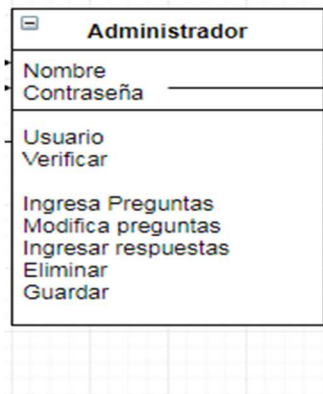 Administrador
Nombre
Contraseña
Usuario
Verificar
Ingresa Preguntas
Modifica preguntas
Ingresar respuestas
Eliminar
Guardar